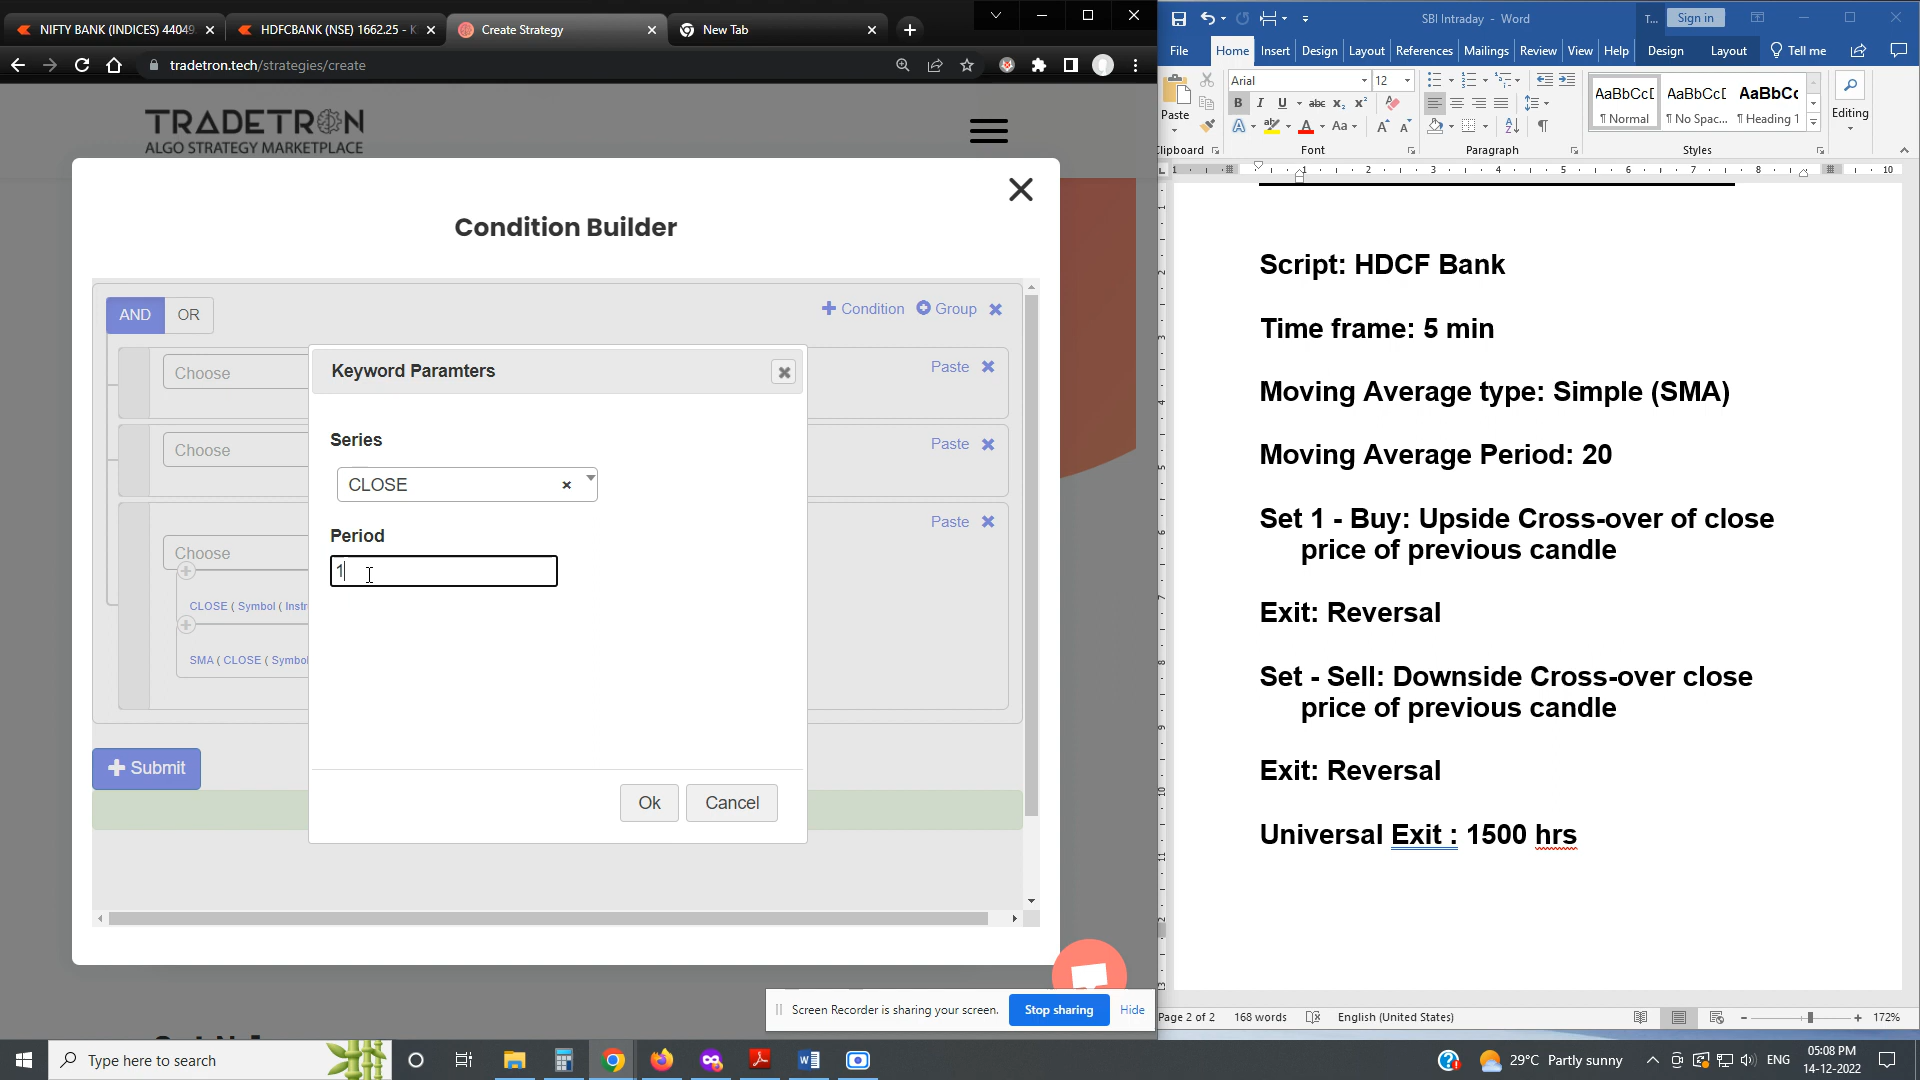 NIFTY BANK (INDICES) 44049
HDFCBANK (NSE) 1662.25 - K
Create Strategy
New Tab
tradetron.tech/strategies/create
TRADETRON
ALGO STRATEGY MARKETPLACE
Condition Builder
AND
OR
Condition
Group
Choose
Paste
Choose
Paste
Choose
Paste
CLOSE ( Symbol ( Instr
SMA ( CLOSE ( Symbol
Keyword Paramters
Series
CLOSE
Period
1
Ok
Cancel
Submit
Screen Recorder is sharing your screen.
Stop sharing
Hide
SBI Intraday - Word
T...
Sign in
File
Home
Insert
Design
Layout
References
Mailings
Review
View
Help
Design
Layout
Tell me
Paste
Arial
12
AaBbCcI
¶ Normal
AaBbCcI
¶ No Spac...
AaBbCc
¶ Heading 1
Editing
Clipboard
Font
Paragraph
Styles
Script: HDCF Bank
Time frame: 5 min
Moving Average type: Simple (SMA)
Moving Average Period: 20
Set 1 - Buy: Upside Cross-over of close
price of previous candle
Exit: Reversal
Set - Sell: Downside Cross-over close
price of previous candle
Exit: Reversal
Universal Exit : 1500 hrs
Page 2 of 2
168 words
English (United States)
172%
Type here to search
29°C Partly sunny
ENG
05:08 PM
14-12-2022